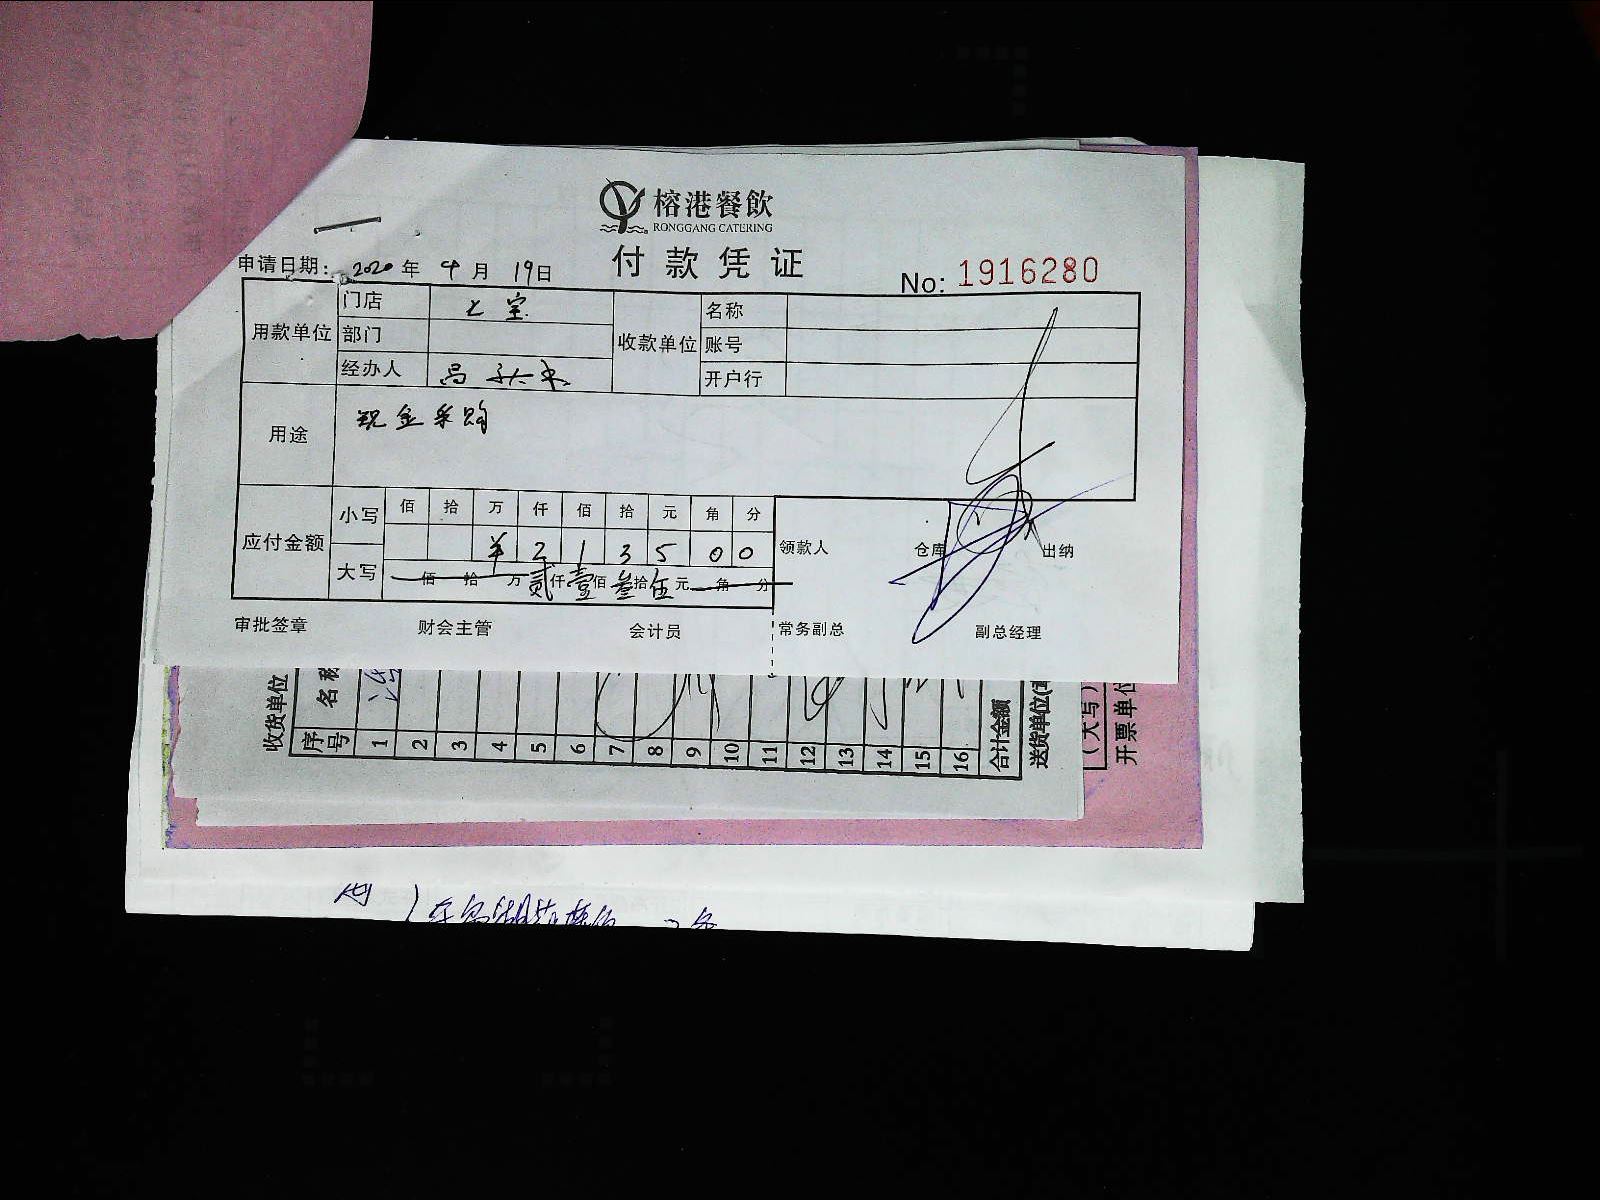 榕港餐飲
RONGGANG CATERING
付款凭证
申请日期: 2020 年 4 月 19日
No: 1916280
用款单位 门店 七宝 收款单位 名称
部门 账号
经办人 开户行
用途 现金采购
应付金额 小写 佰 拾 万 仟 佰 拾 元 角 分
¥ 2 1 3 5 0 0
大写 佰 拾 万 贰 仟 壹 佰 叁 拾 伍 元 角 分
领款人 仓库 出纳
审批签章 财会主管 会计员 常务副总 副总经理
收货单位
序号 名称
1
2
3
4
5
6
7
8
9
10
11
12
13
14
15
16
合计金额
送货单位
(大写)
开票单位